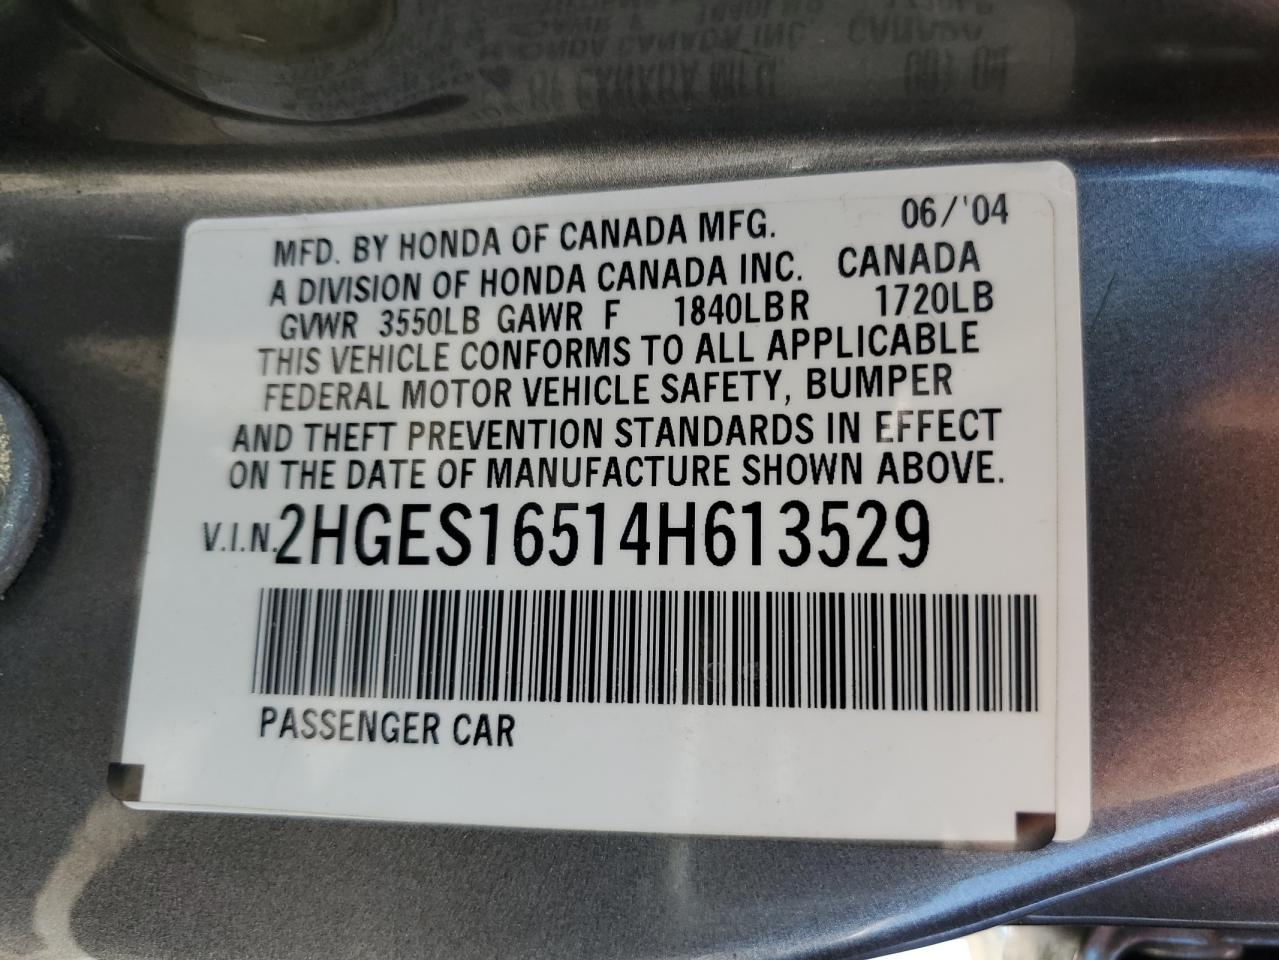 MFD. BY HONDA OF CANADA MFG. 06/'04
A DIVISION OF HONDA CANADA INC. CANADA
GVWR 3550LB GAWR F 1840LB R 1720LB
THIS VEHICLE CONFORMS TO ALL APPLICABLE
FEDERAL MOTOR VEHICLE SAFETY, BUMPER
AND THEFT PREVENTION STANDARDS IN EFFECT
ON THE DATE OF MANUFACTURE SHOWN ABOVE.
V.I.N. 2HGES16514H613529
PASSENGER CAR